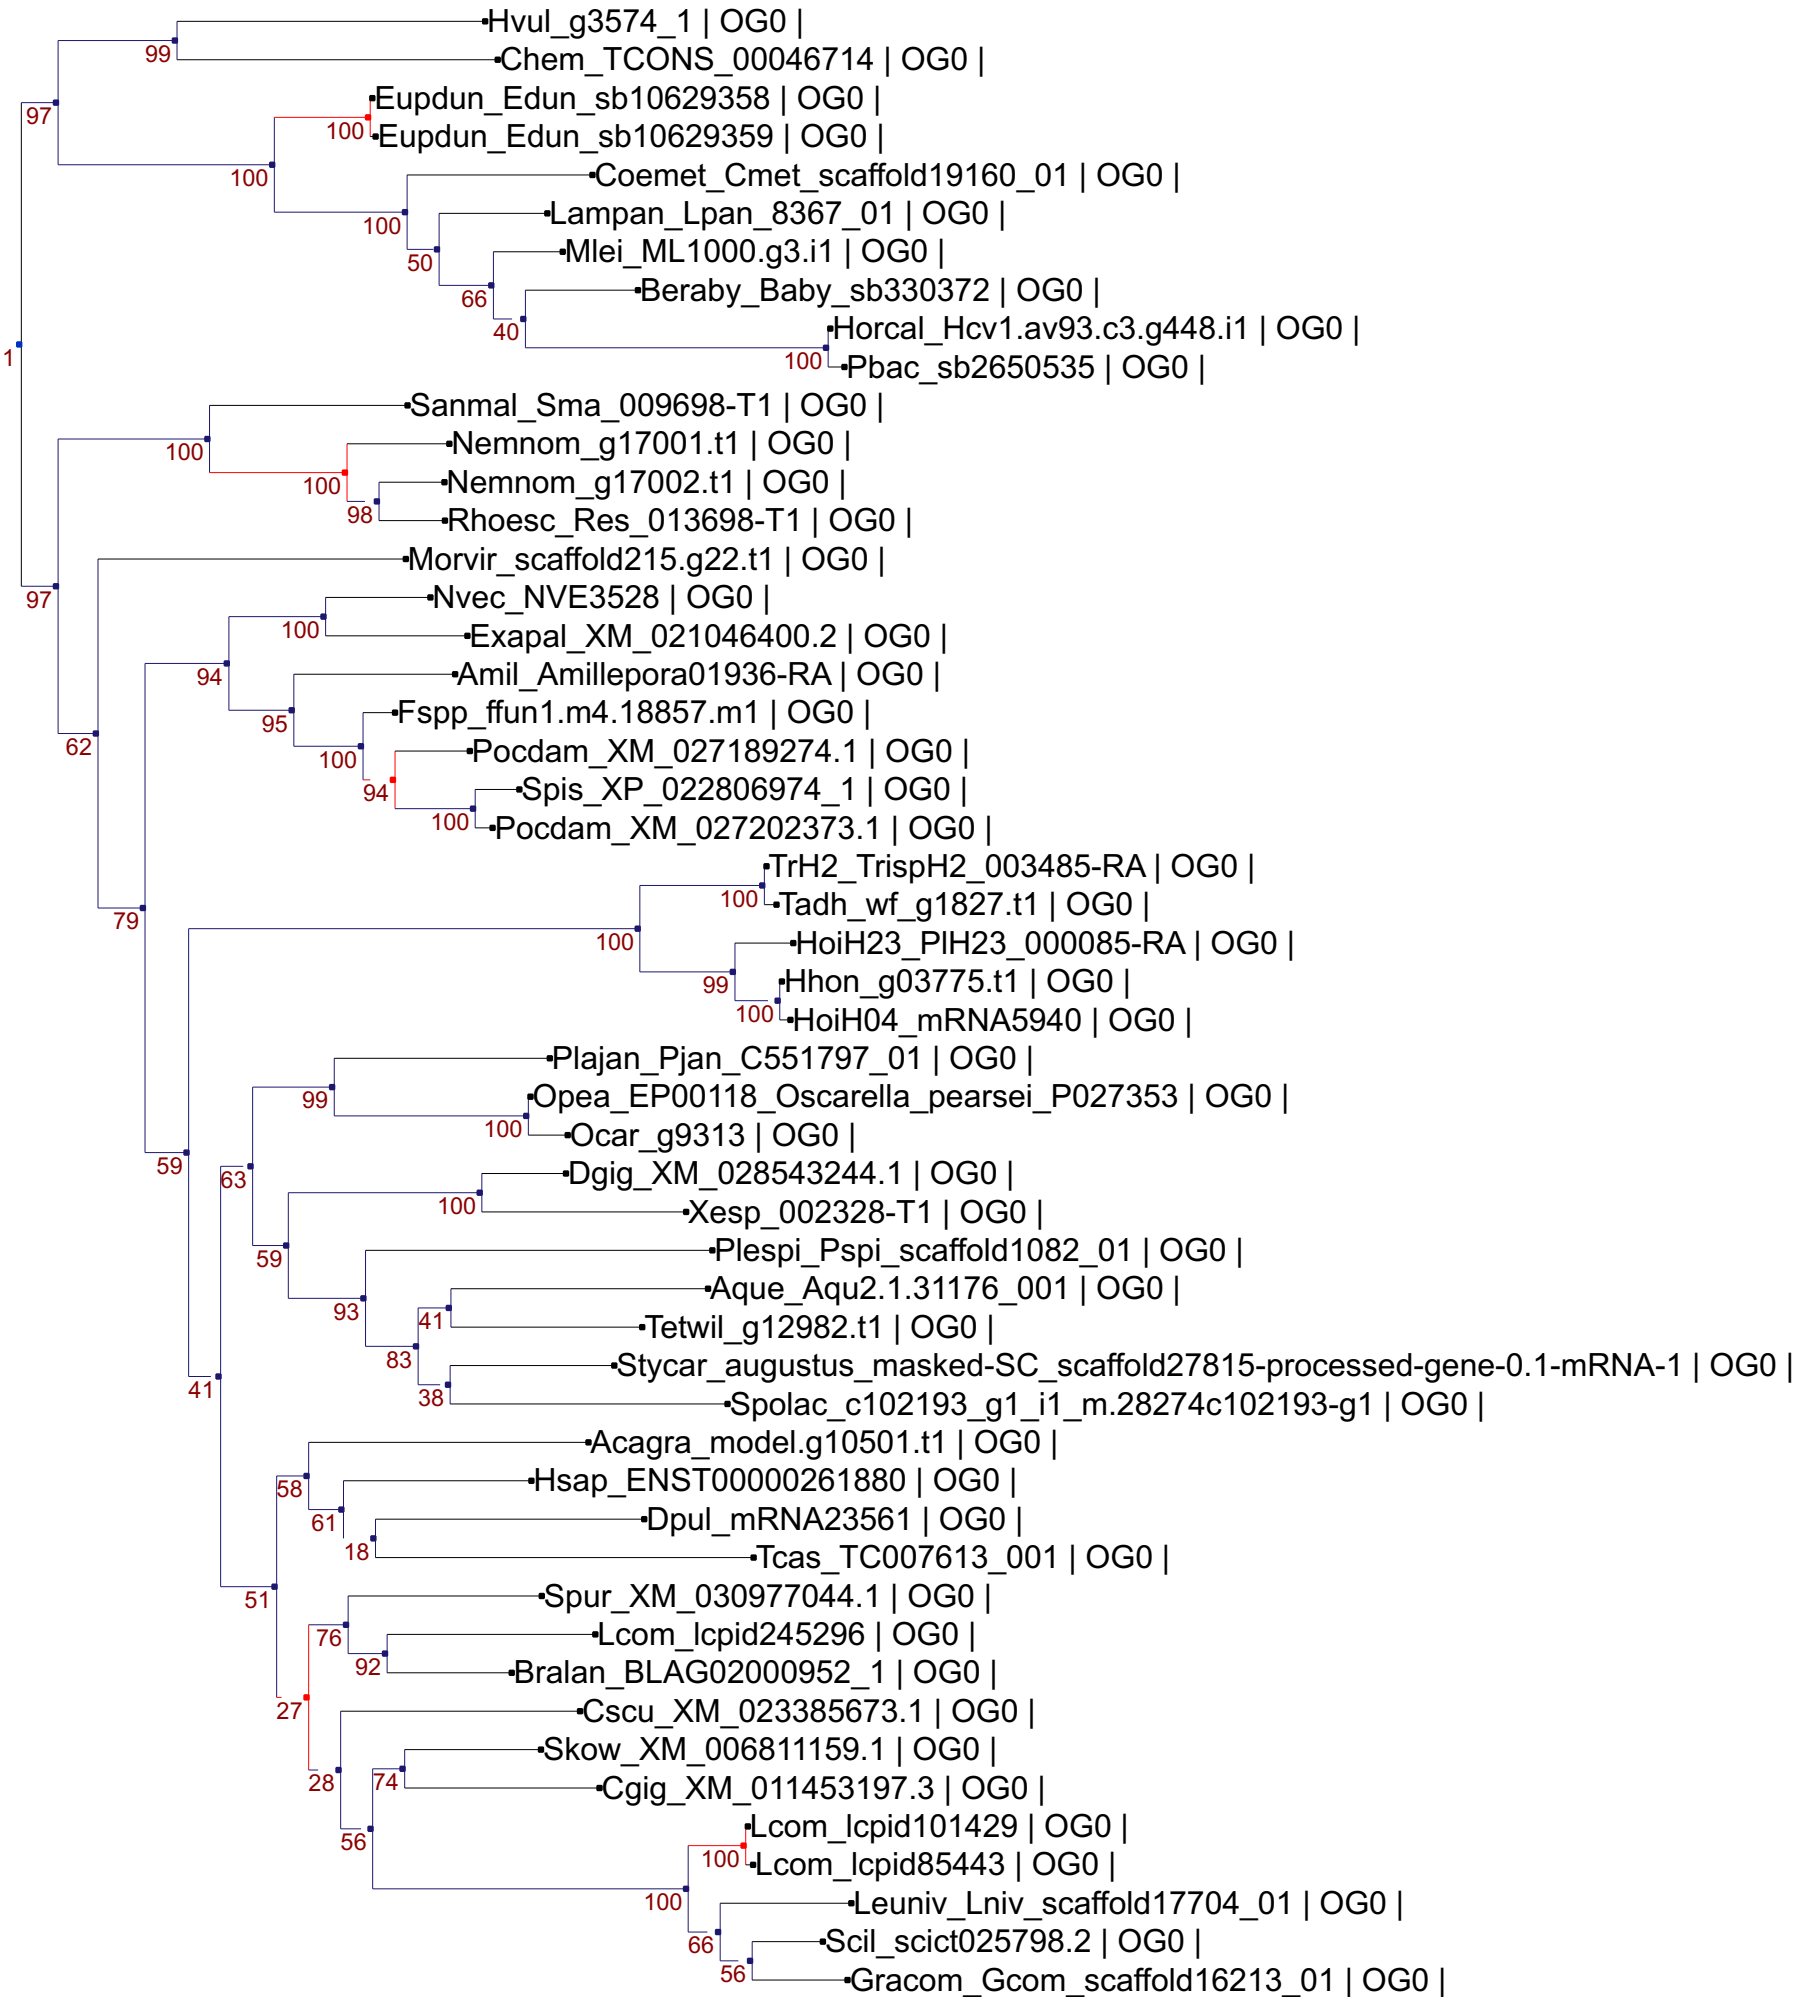 Hvul_g3574_1 | OG0 |
99
Chem_TCONS_00046714 | OG0 |
Eupdun_Edun_sb10629358 | OG0 |
97
100
Eupdun_Edun_sb10629359 | OG0 |
100
Coemet_Cmet_scaffold19160_01 | OG0 |
Lampan_Lpan_8367_01 | OG0 |
100
Mlei_ML1000.g3.i1 | OG0 |
50
Beraby_Baby_sb330372 | OG0 |
66
Horcal_Hcv1.av93.c3.g448.i1 | OG0 |
40
1
100
Pbac_sb2650535 | OG0 |
Sanmal_Sma_009698-T1 | OG0 |
100
Nemnom_g17001.t1 | OG0 |
100
Nemnom_g17002.t1 | OG0 |
98
Rhoesc_Res_013698-T1 | OG0 |
Morvir_scaffold215.g22.t1 | OG0 |
97
Nvec_NVE3528 | OG0 |
100
Exapal_XM_021046400.2 | OG0 |
94
Amil_Amillepora01936-RA | OG0 |
Fspp_ffun1.m4.18857.m1 | OG0 |
95
62
100
Pocdam_XM_027189274.1 | OG0 |
94
Spis_XP_022806974_1 | OG0 |
100
Pocdam_XM_027202373.1 | OG0 |
TrH2_TrispH2_003485-RA | OG0 |
100
Tadh_wf_g1827.t1 | OG0 |
79
100
HoiH23_PlH23_000085-RA | OG0 |
99
Hhon_g03775.t1 | OG0 |
100
HoiH04_mRNA5940 | OG0 |
Plajan_Pjan_C551797_01 | OG0 |
99
Opea_EP00118_Oscarella_pearsei_P027353 | OG0 |
100
Ocar_g9313 | OG0 |
59
63
Dgig_XM_028543244.1 | OG0 |
100
Xesp_002328-T1 | OG0 |
59
Plespi_Pspi_scaffold1082_01 | OG0 |
93
Aque_Aqu2.1.31176_001 | OG0 |
41
Tetwil_g12982.t1 | OG0 |
83
Stycar_augustus_masked-SC_scaffold27815-processed-gene-0.1-mRNA-1 | OG0 |
41
38
Spolac_c102193_g1_i1_m.28274c102193-g1 | OG0 |
Acagra_model.g10501.t1 | OG0 |
58
Hsap_ENST00000261880 | OG0 |
61
Dpul_mRNA23561 | OG0 |
18
Tcas_TC007613_001 | OG0 |
51
Spur_XM_030977044.1 | OG0 |
76
Lcom_lcpid245296 | OG0 |
92
Bralan_BLAG02000952_1 | OG0 |
27
Cscu_XM_023385673.1 | OG0 |
Skow_XM_006811159.1 | OG0 |
28
74
Cgig_XM_011453197.3 | OG0 |
Lcom_lcpid101429 | OG0 |
56
100
Lcom_lcpid85443 | OG0 |
100
Leuniv_Lniv_scaffold17704_01 | OG0 |
66
Scil_scict025798.2 | OG0 |
56
Gracom_Gcom_scaffold16213_01 | OG0 |